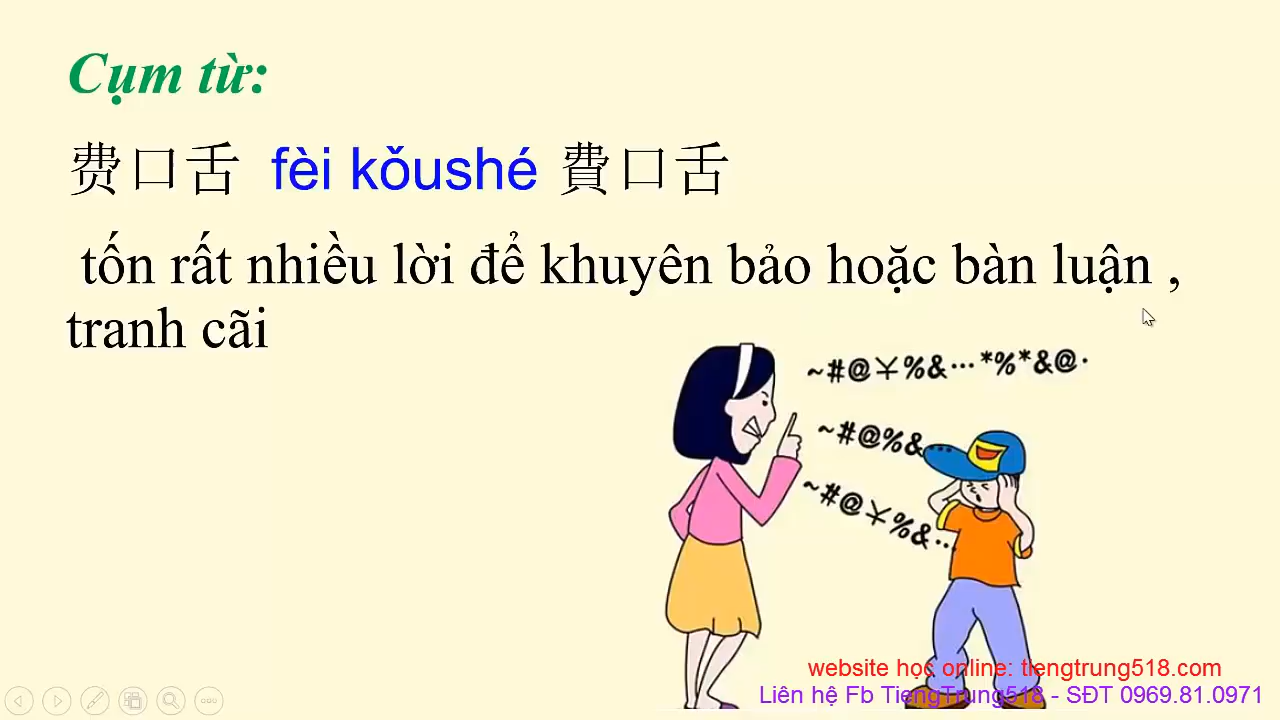 Cụm từ:
费口舌 fèi kǒushé 費口舌
tốn rất nhiều lời để khuyên bảo hoặc bàn luận ,
tranh cãi
~#@￥%&…*%*&@·
~#@%&
~#@￥%&…
website học online: tiengtrung518.com
Liên hệ Fb TiengTrung518 - SĐT 0969.81.0971